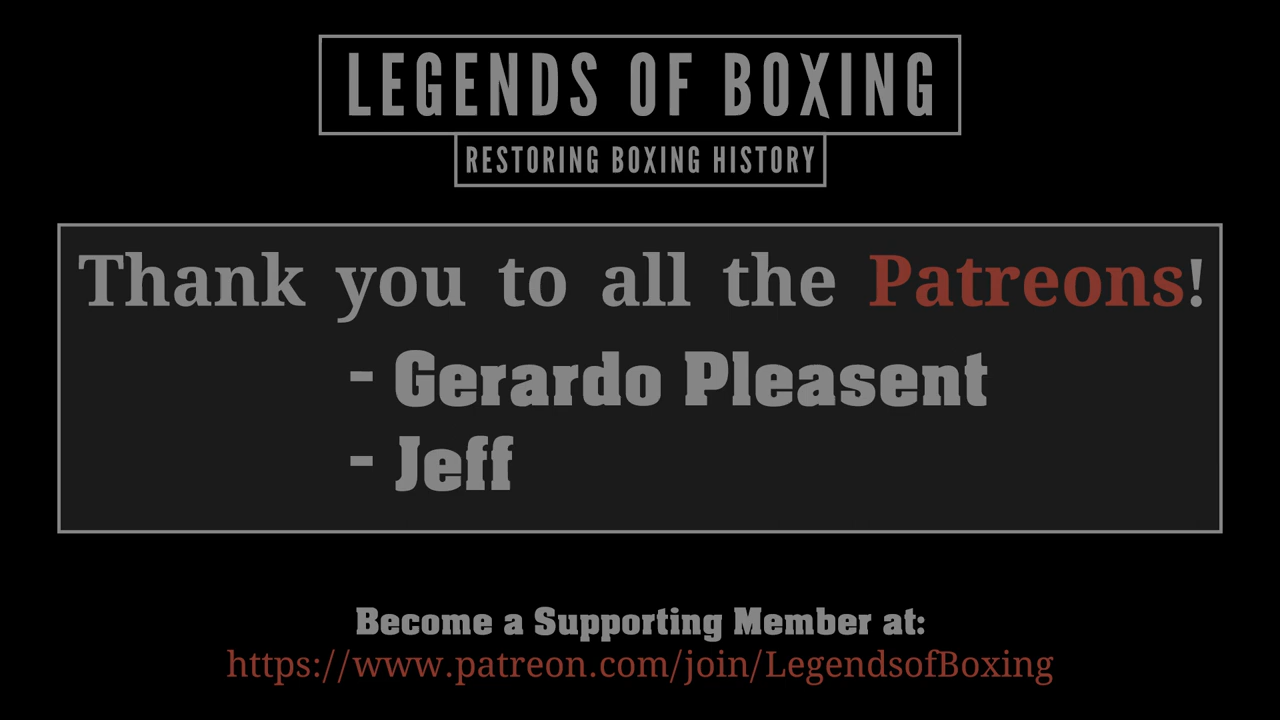 LEGENDS OF BOXING
RESTORING BOXING HISTORY
Thank you to all the Patreons!
- Gerardo Pleasent
- Jeff
Become a Supporting Member at:
https://www.patreon.com/join/LegendsofBoxing